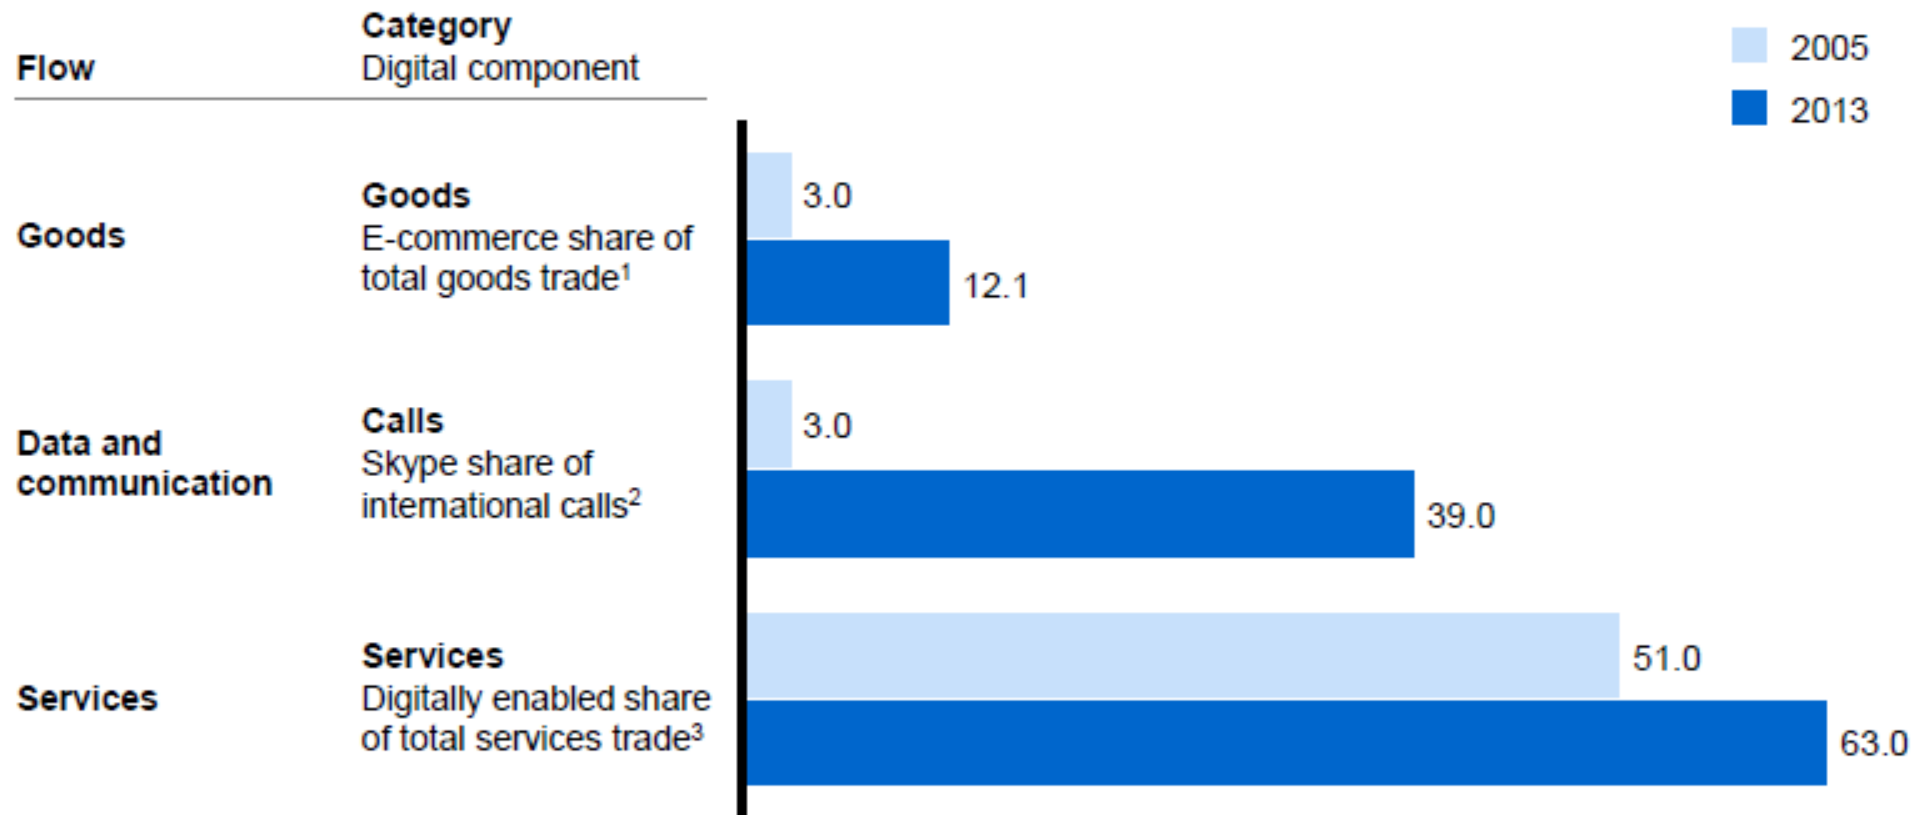 Flow
Category
Digital component
2005
2013
Goods
Goods
E-commerce share of
total goods trade¹
3.0
12.1
Data and
communication
Calls
Skype share of
international calls²
3.0
39.0
Services
Services
Digitally enabled share
of total services trade³
51.0
63.0